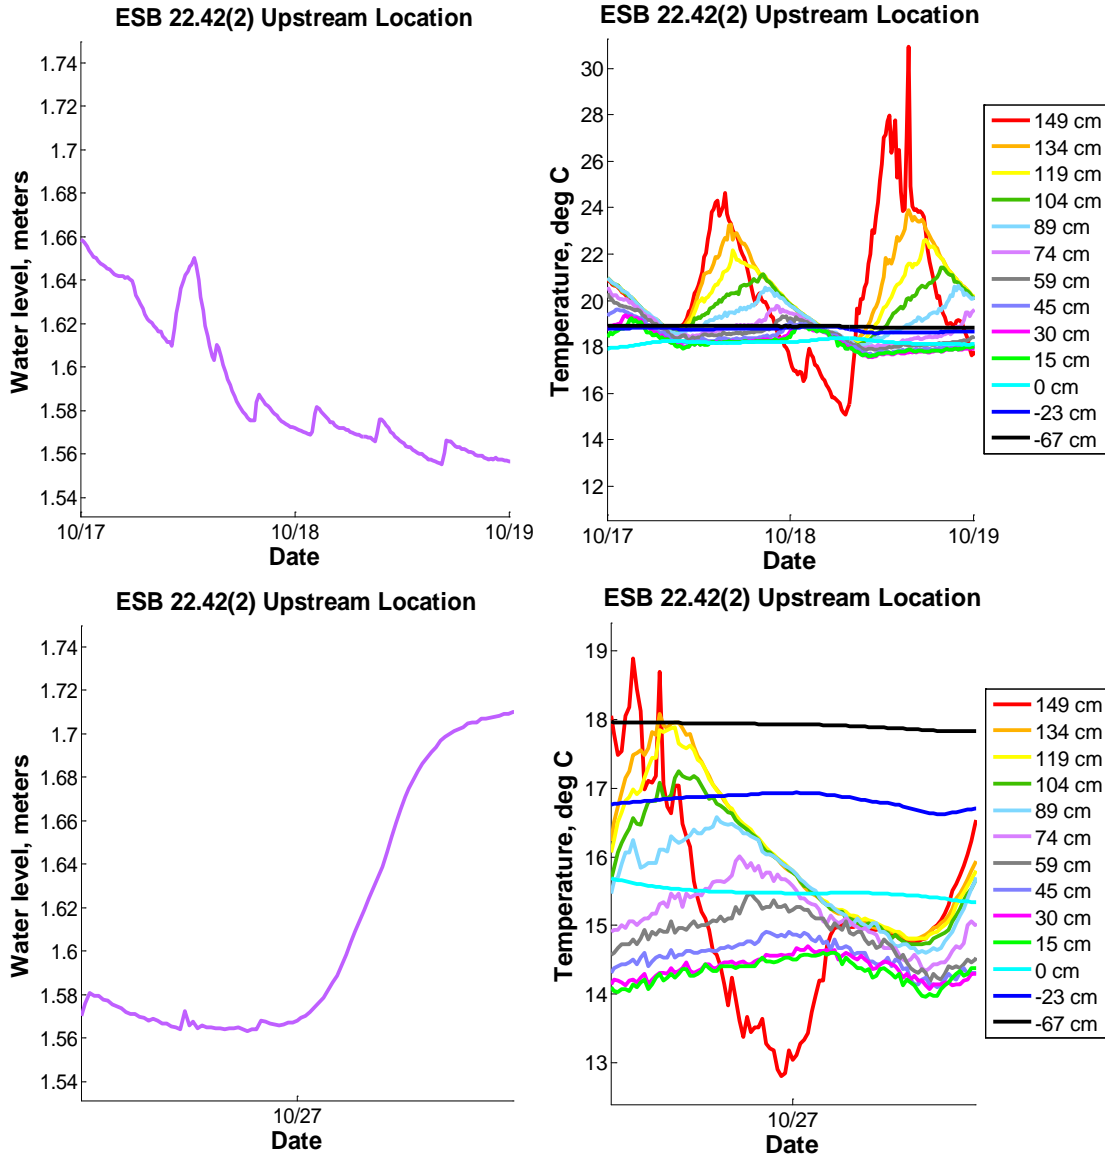 ESB 22.42(2) Upstream Location
Water level, meters
1.74
1.72
1.7
1.68
1.66
1.64
1.62
1.6
1.58
1.56
1.54
10/17
10/18
10/19
Date
ESB 22.42(2) Upstream Location
Temperature, deg C
30
28
26
24
22
20
18
16
14
12
10/17
10/18
10/19
Date
149 cm
134 cm
119 cm
104 cm
89 cm
74 cm
59 cm
45 cm
30 cm
15 cm
0 cm
-23 cm
-67 cm
ESB 22.42(2) Upstream Location
Water level, meters
1.74
1.72
1.7
1.68
1.66
1.64
1.62
1.6
1.58
1.56
1.54
10/27
Date
ESB 22.42(2) Upstream Location
Temperature, deg C
19
18
17
16
15
14
13
10/27
Date
149 cm
134 cm
119 cm
104 cm
89 cm
74 cm
59 cm
45 cm
30 cm
15 cm
0 cm
-23 cm
-67 cm